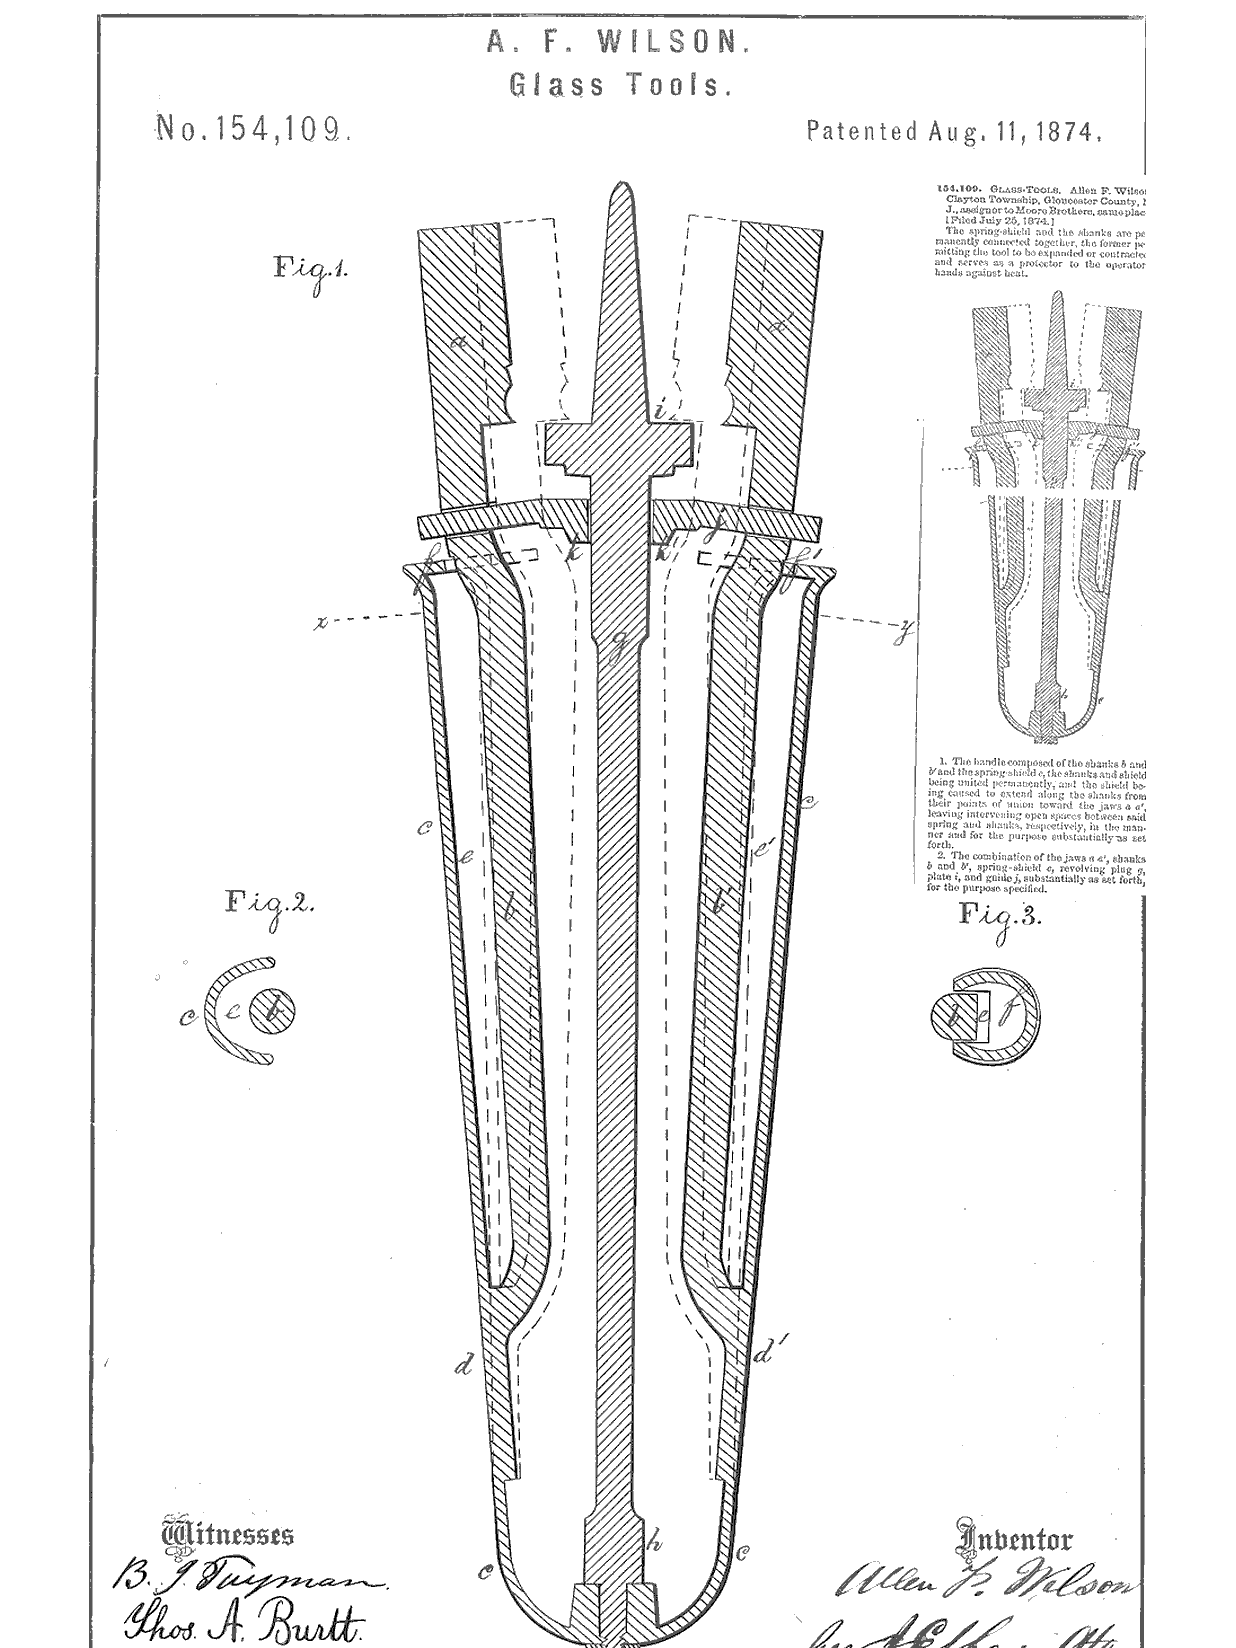 A. F. WILSON.
Glass Tools.
No. 154,109.
Patented Aug. 11, 1874.
154,109. GLASS-TOOLS. Allen F. Wilso
Clayton Township, Gloucester County,
J., assignor to Moore Brothers, same plac
[Filed July 25, 1874.]
The spring-shield and the shanks are pe
manently connected together, the former pe
mitting the tool to be expanded or contracte
and serves as a protector to the operator
hands against heat.
Fig. 1.
a
a'
i
i
j
k
k
f
f'
x
y
g
h
c
c
c
e
e'
b
b'
1. The handle composed of the shanks b and
b' and the spring-shield c, the shanks and shield
being united permanently, and the shield be-
ing caused to extend along the shanks from
their points of union toward the jaws a a',
leaving intervening open spaces between said
spring and shanks, respectively, in the man-
ner and for the purpose substantially as set
forth.
2. The combination of the jaws a a', shanks
b and b', spring-shield c, revolving plug g,
plate i, and guide j, substantially as set forth,
for the purpose specified.
Fig. 2.
Fig. 3.
c e b
b e f
d
d'
h
c
c
Witnesses
Inventor
Allen F. Wilson
Thos. A. Burtt.